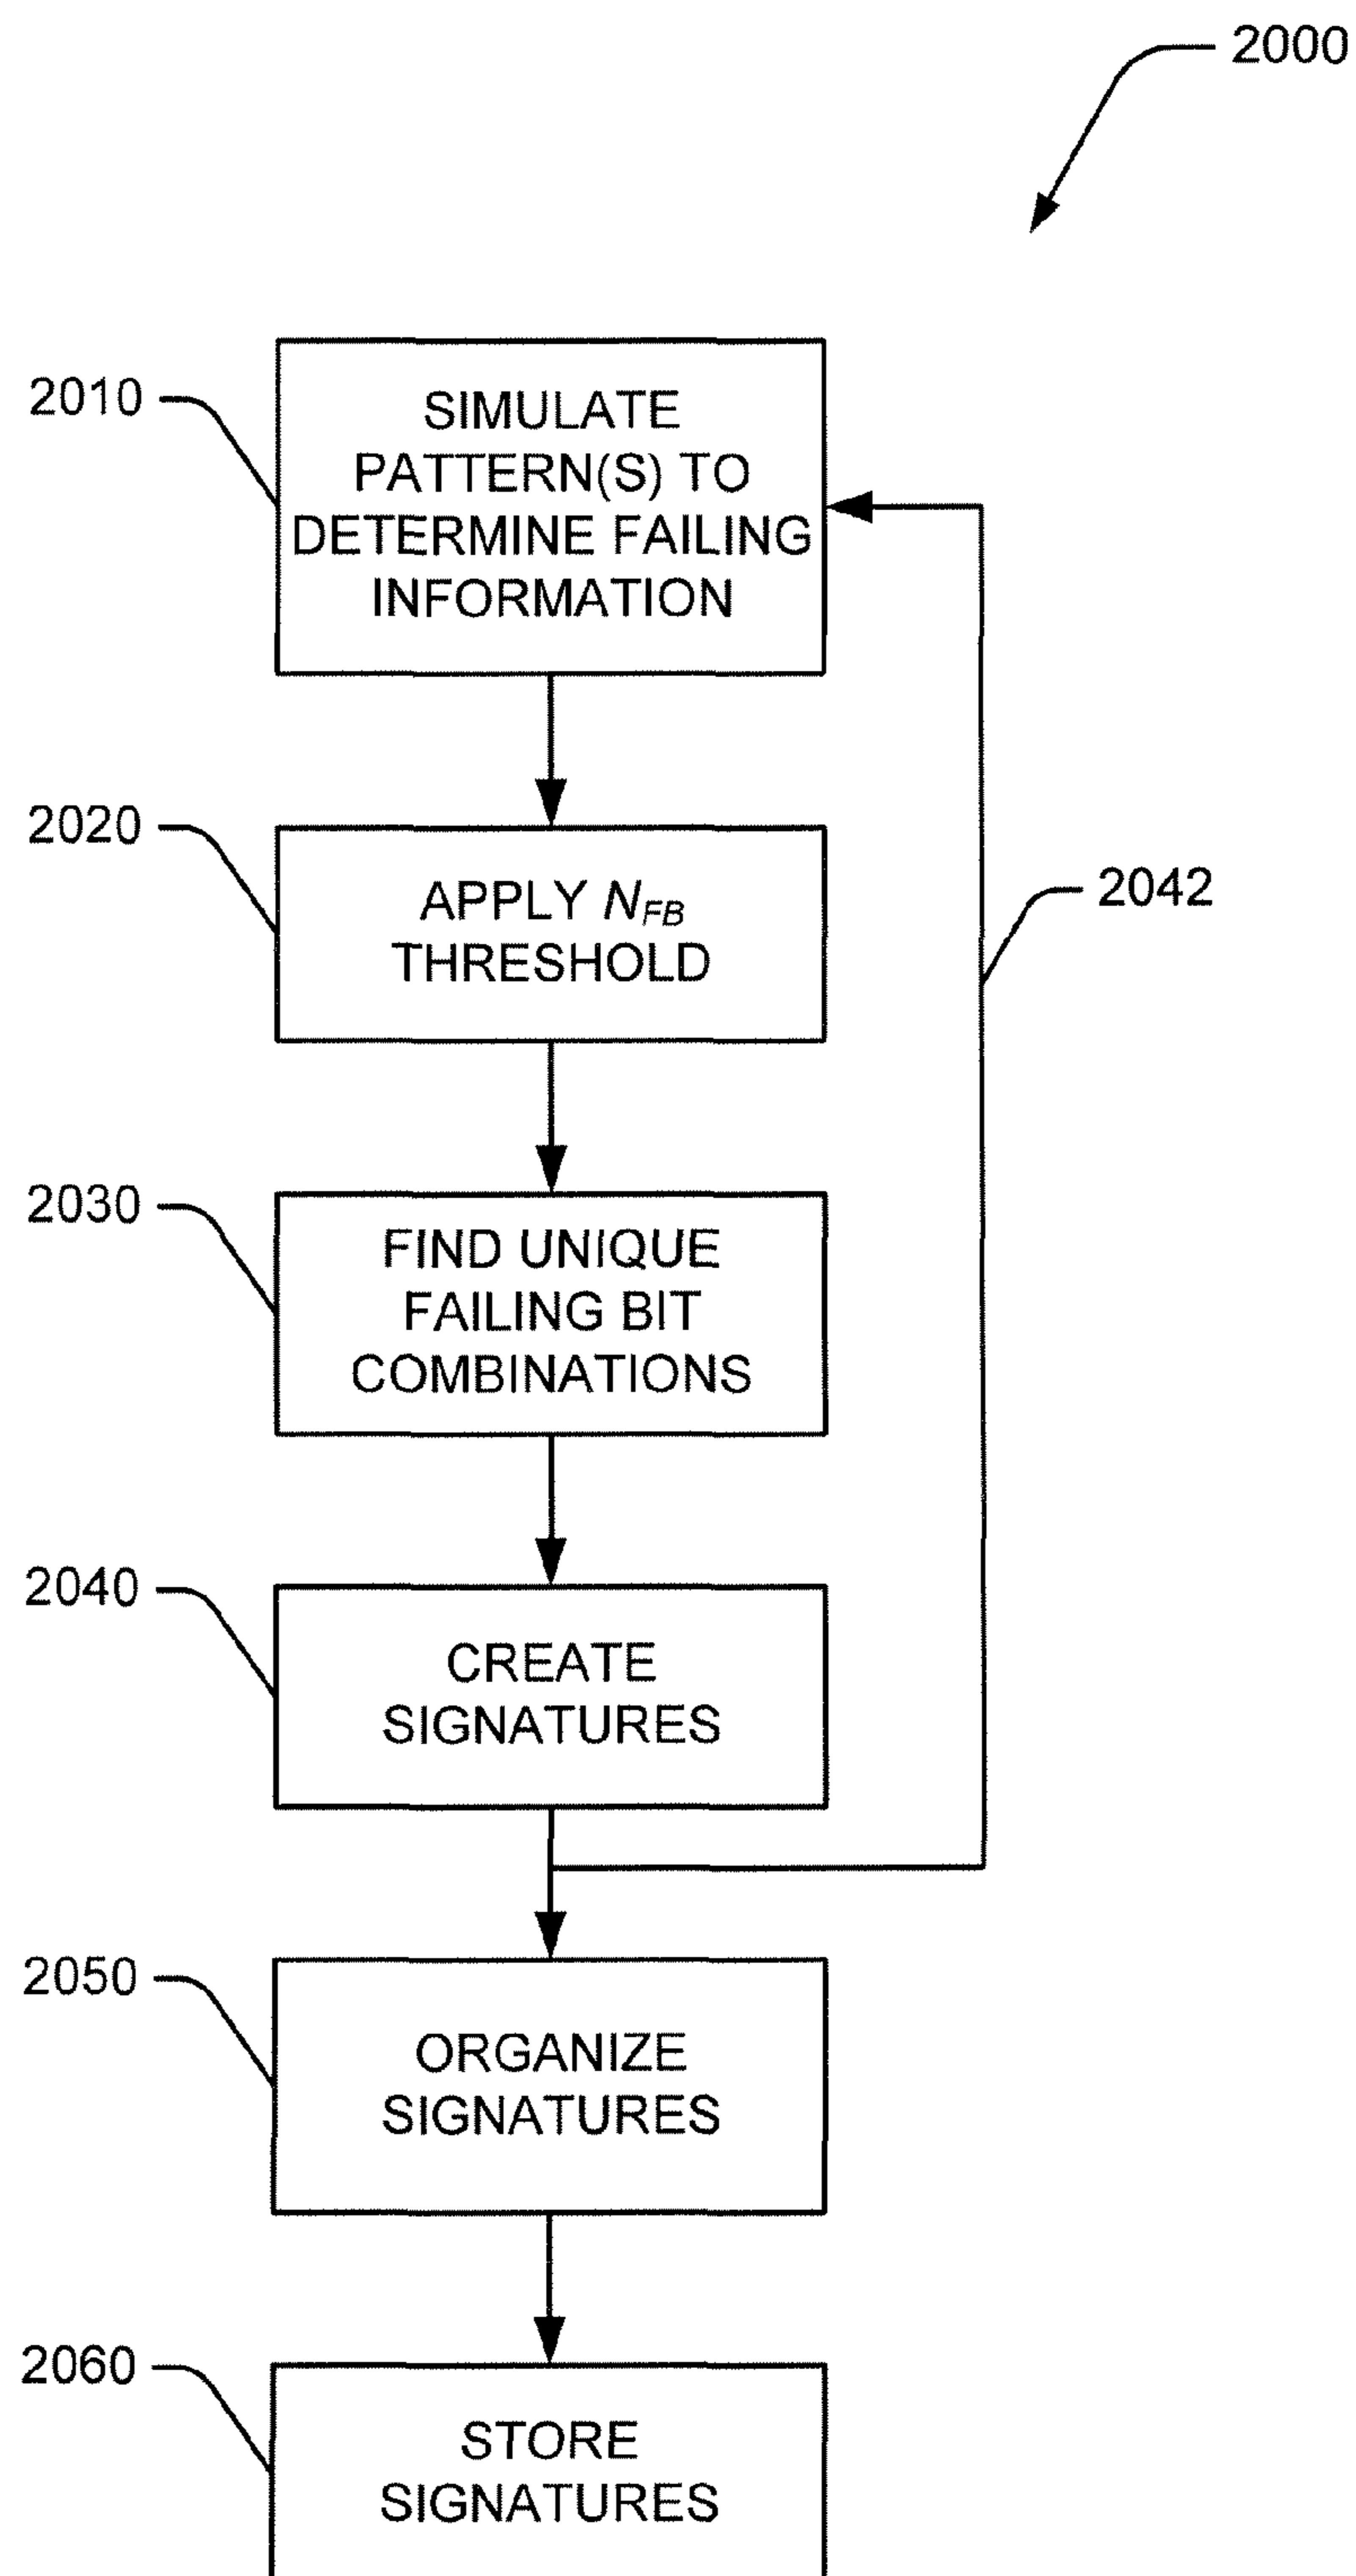 2000
2010
SIMULATE
PATTERN(S) TO
DETERMINE FAILING
INFORMATION
2020
APPLY N_FB
THRESHOLD
2042
2030
FIND UNIQUE
FAILING BIT
COMBINATIONS
2040
CREATE
SIGNATURES
2050
ORGANIZE
SIGNATURES
2060
STORE
SIGNATURES